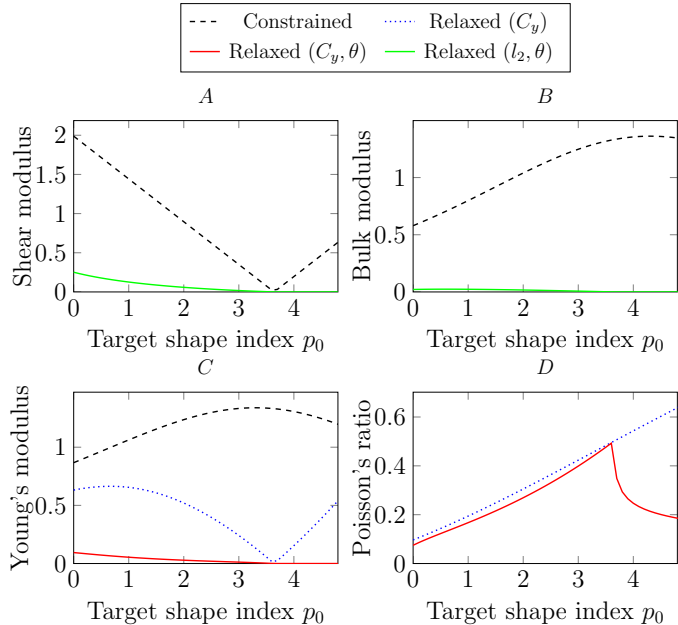 Constrained
Relaxed (C_y)
Relaxed (C_y, θ)
Relaxed (l_2, θ)
A
B
2
1.5
1
0.5
0
Shear modulus
0 1 2 3 4
Target shape index p_0
1
0.5
0
Bulk modulus
0 1 2 3 4
Target shape index p_0
C
D
1
0.5
0
Young's modulus
0 1 2 3 4
Target shape index p_0
0.6
0.4
0.2
0
Poisson's ratio
0 1 2 3 4
Target shape index p_0